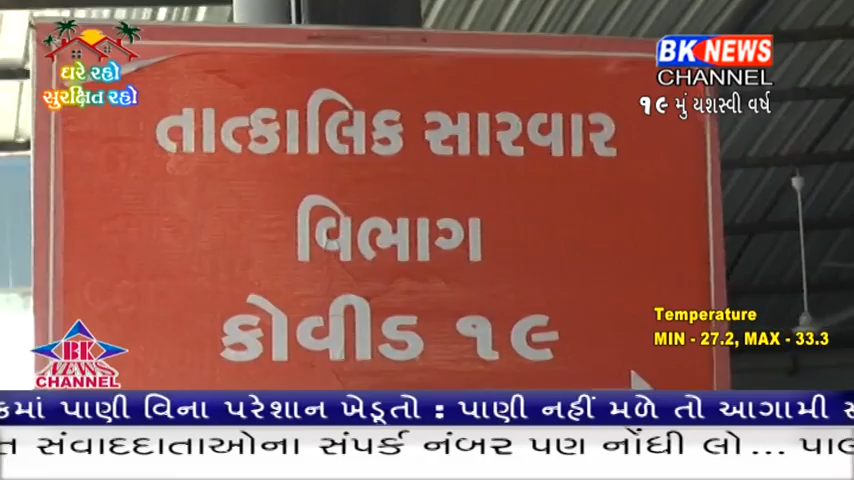 ઘરે રહો
સુરક્ષિત રહો
BK NEWS
CHANNEL
૧૯ મું યશસ્વી વર્ષ
તાત્કાલિક સારવાર
વિભાગ
કોવીડ ૧૯
Temperature
MIN - 27.2, MAX - 33.3
BK
NEWS
CHANNEL
કમાં પાણી વિના પરેશાન ખેડૂતો : પાણી નહીં મળે તો આગામી
સંવાદદાતાઓના સંપર્ક નંબર પણ નોંધી લો...